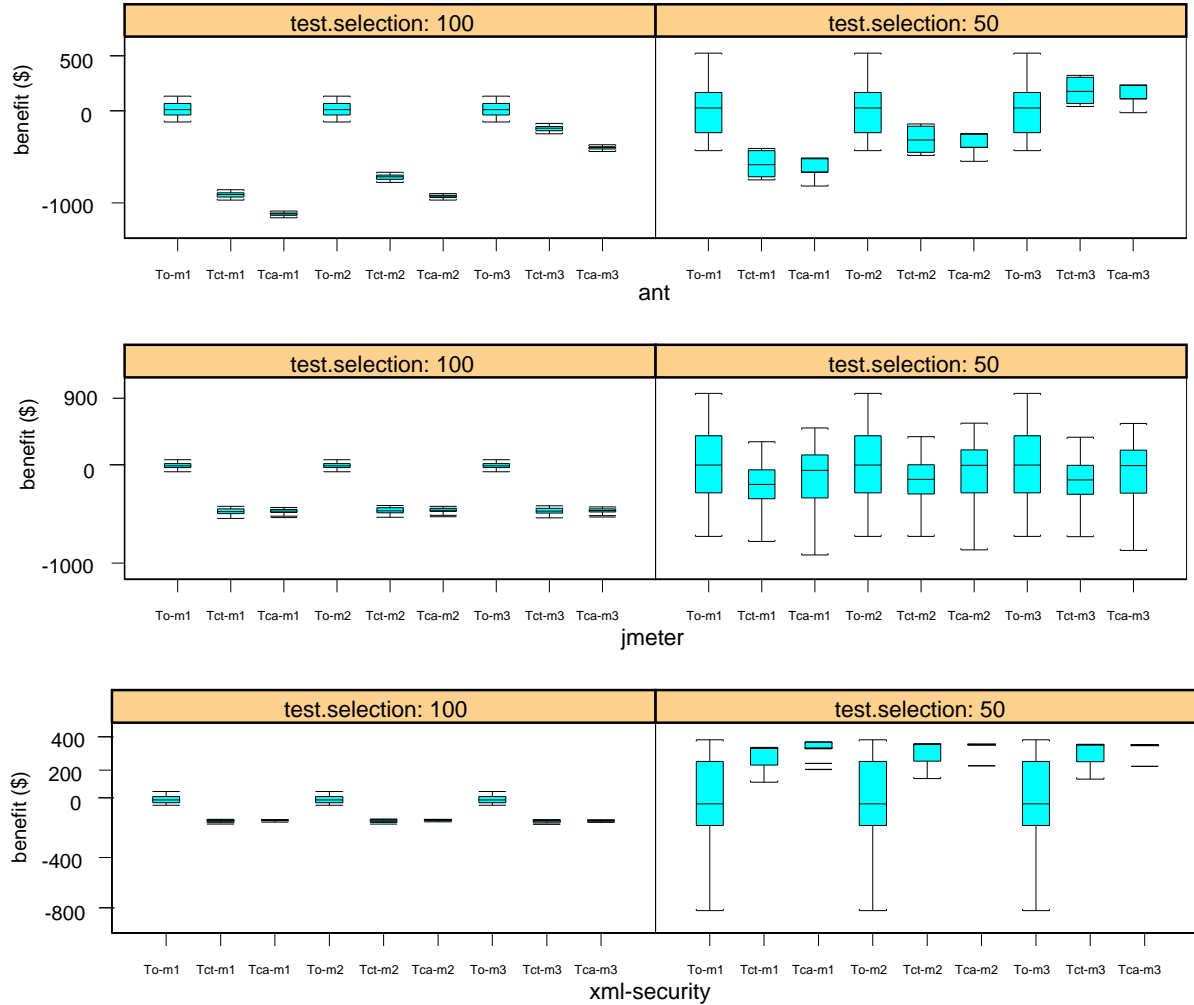 test.selection: 100 test.selection: 50
benefit ($)
500
0
-1000
To-m1 Tct-m1 Tca-m1 To-m2 Tct-m2 Tca-m2 To-m3 Tct-m3 Tca-m3 To-m1 Tct-m1 Tca-m1 To-m2 Tct-m2 Tca-m2 To-m3 Tct-m3 Tca-m3
ant
test.selection: 100 test.selection: 50
benefit ($)
900
0
-1000
To-m1 Tct-m1 Tca-m1 To-m2 Tct-m2 Tca-m2 To-m3 Tct-m3 Tca-m3 To-m1 Tct-m1 Tca-m1 To-m2 Tct-m2 Tca-m2 To-m3 Tct-m3 Tca-m3
jmeter
test.selection: 100 test.selection: 50
benefit ($)
400
200
0
-400
-800
To-m1 Tct-m1 Tca-m1 To-m2 Tct-m2 Tca-m2 To-m3 Tct-m3 Tca-m3 To-m1 Tct-m1 Tca-m1 To-m2 Tct-m2 Tca-m2 To-m3 Tct-m3 Tca-m3
xml-security